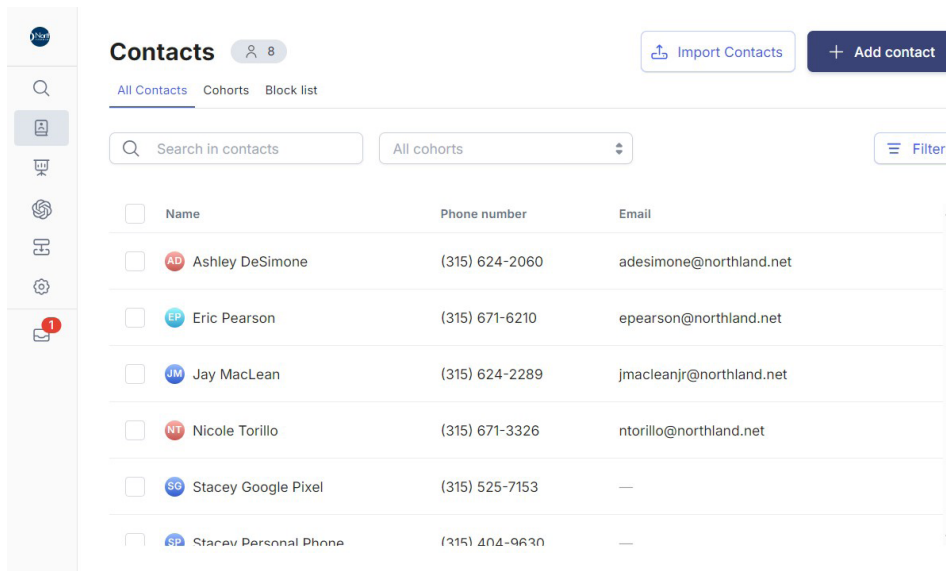 Contacts 8 Import Contacts Add contact
All Contacts Cohorts Block list
Search in contacts All cohorts Filter
Name Phone number Email
AD Ashley DeSimone (315) 624-2060 adesimone@northland.net
EP Eric Pearson (315) 671-6210 epearson@northland.net
JM Jay MacLean (315) 624-2289 jmacleanjr@northland.net
NT Nicole Torillo (315) 671-3326 ntorillo@northland.net
SG Stacey Google Pixel (315) 525-7153 —
1
SP Stacey Personal Phone (315) 404-9630 —